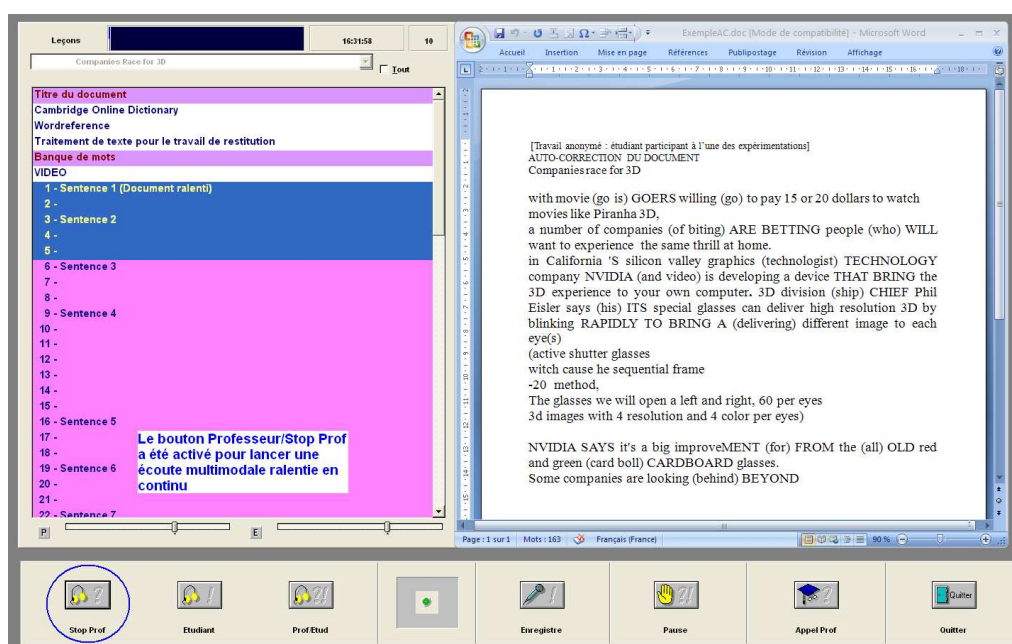 Leçons
16:31:58
10
Companies Race for 3D
Tout
Titre du document
Cambridge Online Dictionary
Wordreference
Traitement de texte pour le travail de restitution
Banque de mots
VIDEO
1 - Sentence 1 (Document ralenti)
2 -
3 - Sentence 2
4 -
5 -
6 - Sentence 3
7 -
8 -
9 - Sentence 4
10 -
11 -
12 -
13 -
14 -
15 -
16 - Sentence 5
17 -
18 -
19 - Sentence 6
20 -
21 -
22 - Sentence 7
Le bouton Professeur/Stop Prof
a été activé pour lancer une
écoute multimodale ralentie en
continu
P
E
ExempleAC.doc [Mode de compatibilité] - Microsoft Word
Accueil Insertion Mise en page Références Publipostage Révision Affichage
[Travail anonymé : étudiant participant à l'une des expérimentations]
AUTO-CORRECTION DU DOCUMENT
Companies race for 3D
with movie (go is) GOERS willing (go) to pay 15 or 20 dollars to watch
movies like Piranha 3D,
a number of companies (of biting) ARE BETTING people (who) WILL
want to experience the same thrill at home.
in California 'S silicon valley graphics (technologist) TECHNOLOGY
company NVIDIA (and video) is developing a device THAT BRING the
3D experience to your own computer. 3D division (ship) CHIEF Phil
Eisler says (his) ITS special glasses can deliver high resolution 3D by
blinking RAPIDLY TO BRING A (delivering) different image to each
eye(s)
(active shutter glasses
witch cause he sequential frame
-20 method,
The glasses we will open a left and right, 60 per eyes
3d images with 4 resolution and 4 color per eyes)
NVIDIA SAYS it's a big improveMENT (for) FROM the (all) OLD red
and green (card boll) CARDBOARD glasses.
Some companies are looking (behind) BEYOND
Page : 1 sur 1 Mots : 163 Français (France) 90 %
Stop Prof Etudiant Prof/Etud Enregistre Pause Appel Prof Quitter
Quitter